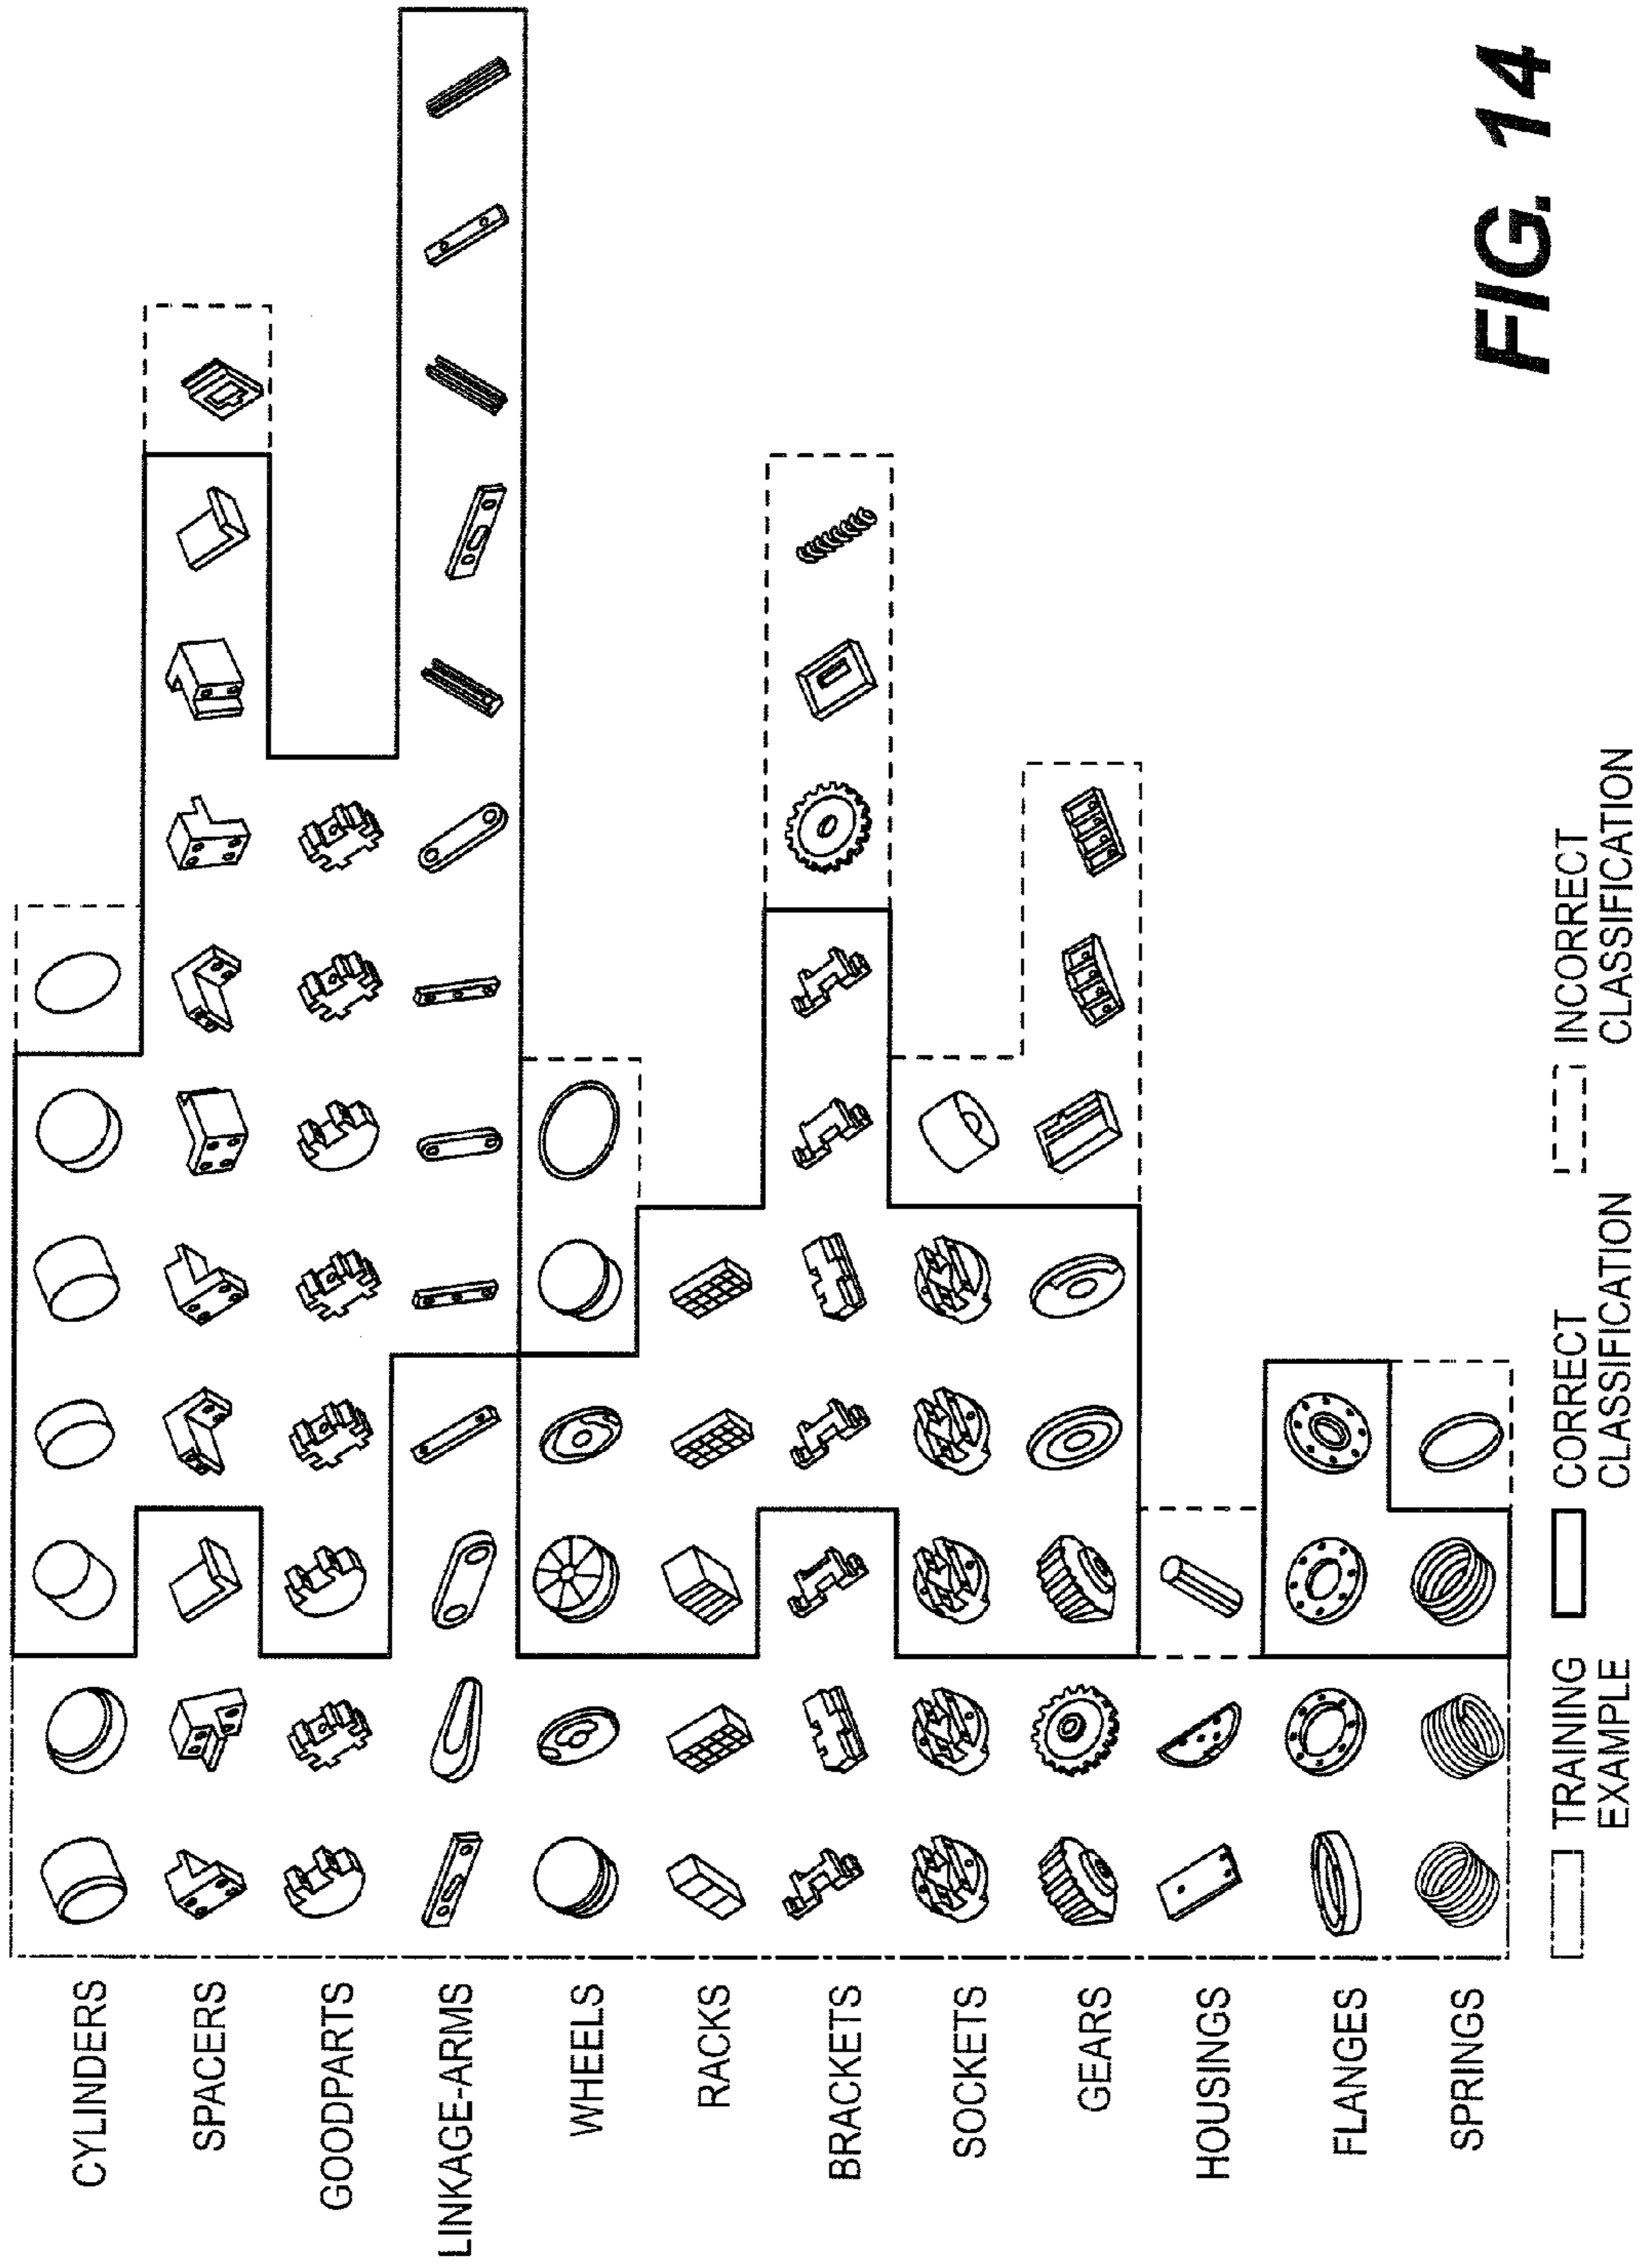 CYLINDERS
SPACERS
GOODPARTS
LINKAGE-ARMS
WHEELS
RACKS
BRACKETS
SOCKETS
GEARS
HOUSINGS
FLANGES
SPRINGS
TRAINING
EXAMPLE
CORRECT
CLASSIFICATION
INCORRECT
CLASSIFICATION
FIG. 14